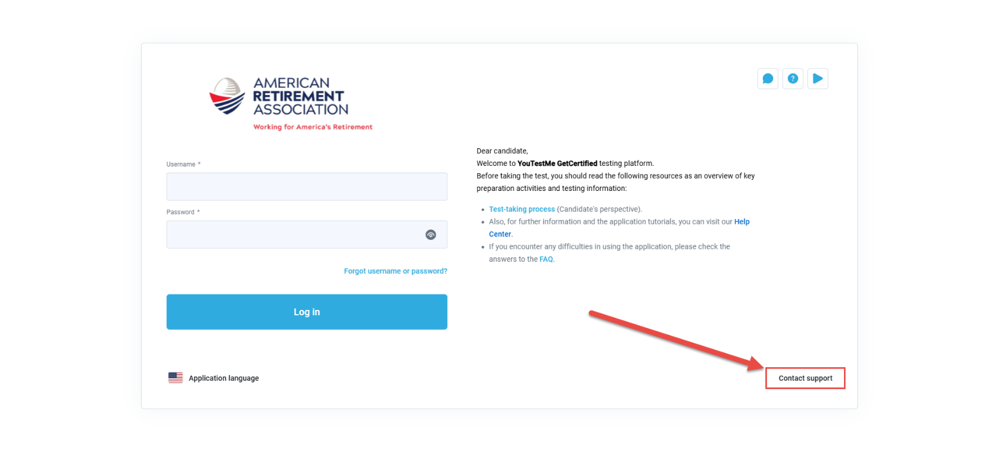 AMERICAN
RETIREMENT
ASSOCIATION
Working for America's Retirement
Username *
Password *
Forgot username or password?
Log in
Application language
?
Dear candidate,
Welcome to YouTestMe GetCertified testing platform.
Before taking the test, you should read the following resources as an overview of key
preparation activities and testing information:
Test-taking process (Candidate's perspective).
Also, for further information and the application tutorials, you can visit our Help
Center.
If you encounter any difficulties in using the application, please check the
answers to the FAQ.
Contact support